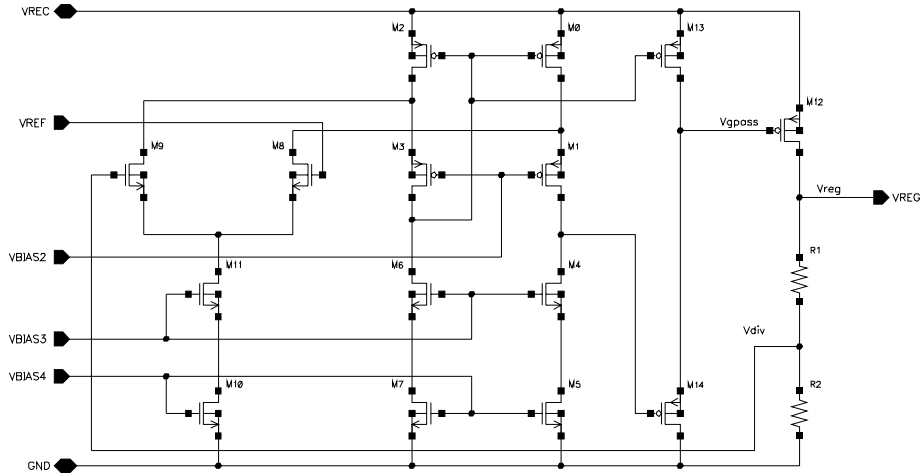 VREC
M2
M0
M13
M12
VREF
Vgpass
M9
M8
M3
M1
Vreg
VREG
VBIAS2
R1
M11
M6
M4
VBIAS3
Vdiv
VBIAS4
M10
M7
M5
M14
R2
GND